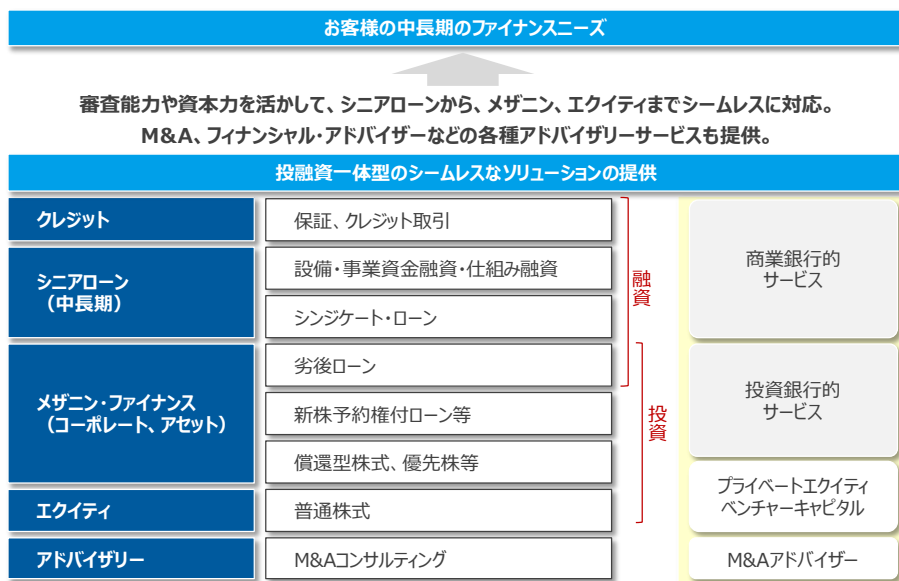 お客様の中長期のファイナンスニーズ
審査能力や資本力を活かして、シニアローンから、メザニン、エクイティまでシームレスに対応。
M&A、フィナンシャル・アドバイザーなどの各種アドバイザリーサービスも提供。
投融資一体型のシームレスなソリューションの提供
クレジット
保証、クレジット取引
シニアローン
（中長期）
設備・事業資金融資・仕組み融資
シンジケート・ローン
融資
商業銀行的
サービス
メザニン・ファイナンス
（コーポレート、アセット）
劣後ローン
新株予約権付ローン等
償還型株式、優先株等
投資
投資銀行的
サービス
エクイティ
普通株式
プライベートエクイティ
ベンチャーキャピタル
アドバイザリー
M&Aコンサルティング
M&Aアドバイザー